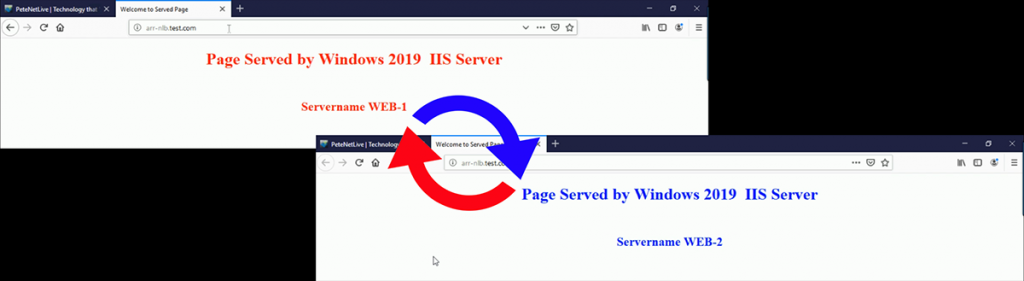 PeteNetLive | Technology that
Welcome to Served Page
arr-nlb.test.com
Page Served by Windows 2019  IIS Server
Servername WEB-1
PeteNetLive | Technology
Welcome to Served Page
arr-nlb.test.com
Page Served by Windows 2019  IIS Server
Servername WEB-2